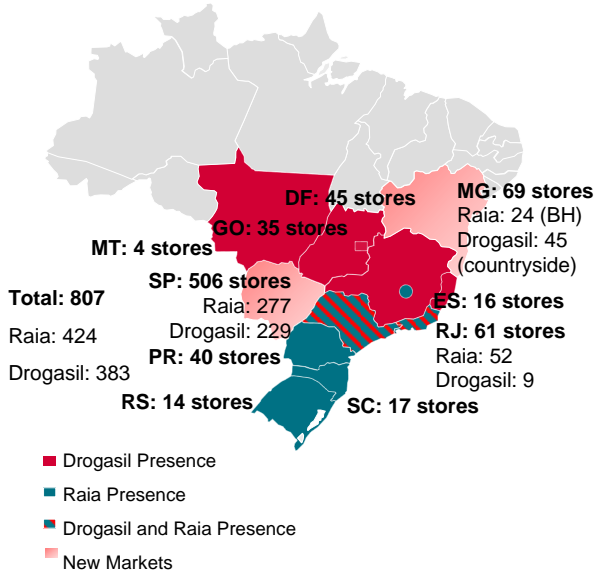 DF: 45 stores
MG: 69 stores
Raia: 24 (BH)
Drogasil: 45
(countryside)
GO: 35 stores
MT: 4 stores
SP: 506 stores
Raia: 277
Drogasil: 229
Total: 807
Raia: 424
Drogasil: 383
ES: 16 stores
RJ: 61 stores
Raia: 52
Drogasil: 9
PR: 40 stores
RS: 14 stores
SC: 17 stores
Drogasil Presence
Raia Presence
Drogasil and Raia Presence
New Markets